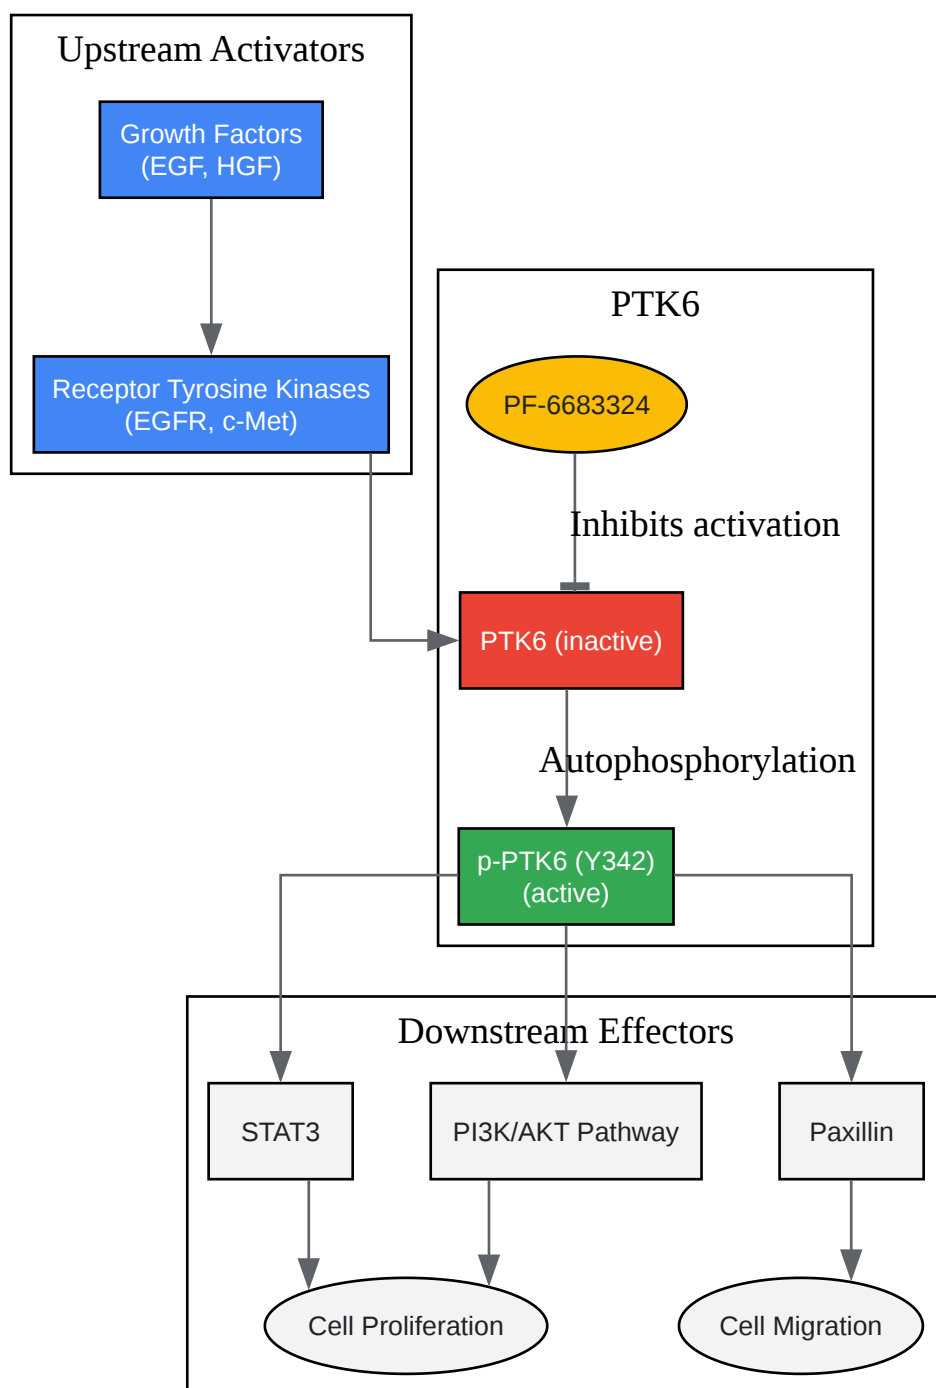 Upstream Activators
Growth Factors
(EGF, HGF)
Receptor Tyrosine Kinases
(EGFR, c-Met)
PTK6
PF-6683324
Inhibits activation
PTK6 (inactive)
Autophosphorylation
p-PTK6 (Y342)
(active)
Downstream Effectors
STAT3
PI3K/AKT Pathway
Paxillin
Cell Proliferation
Cell Migration